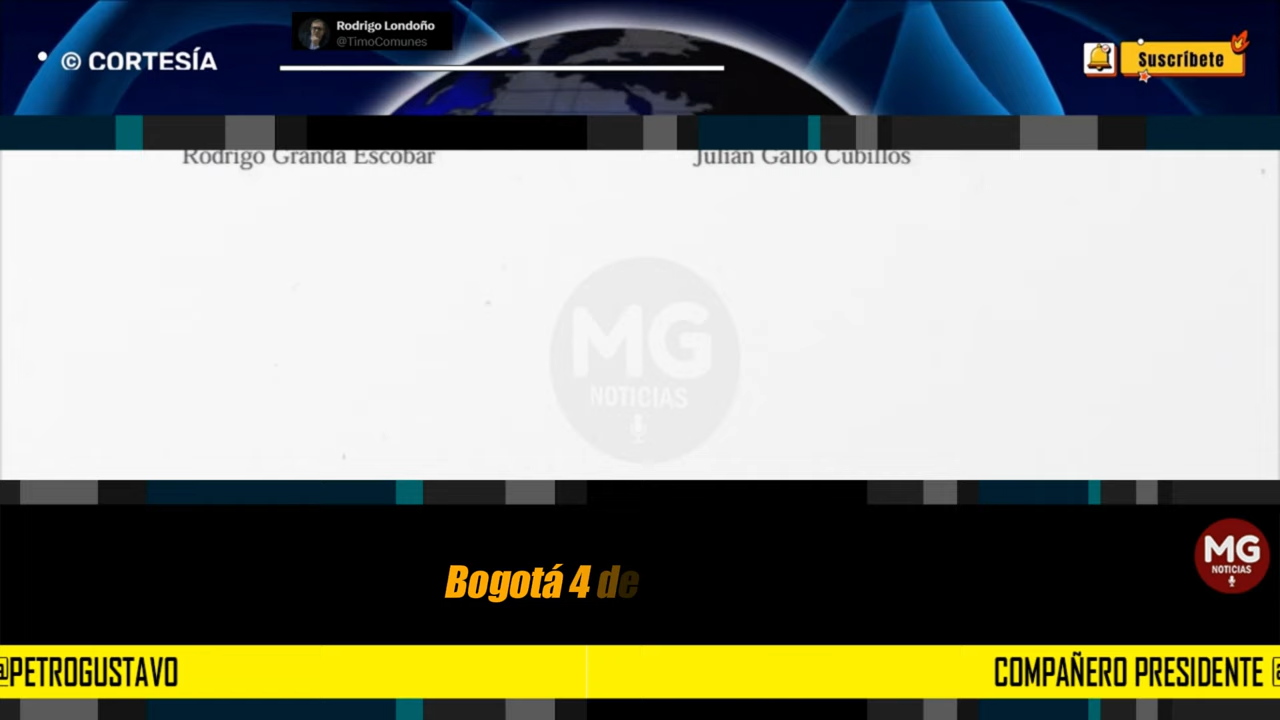 Rodrigo Londoño
@TimoComunes
© CORTESÍA
Suscríbete
Rodrigo Granda Escobar
Julián Gallo Cubillos
MG
NOTICIAS
MG
NOTICIAS
Bogotá 4 de
@PETROGUSTAVO
COMPAÑERO PRESIDENTE @